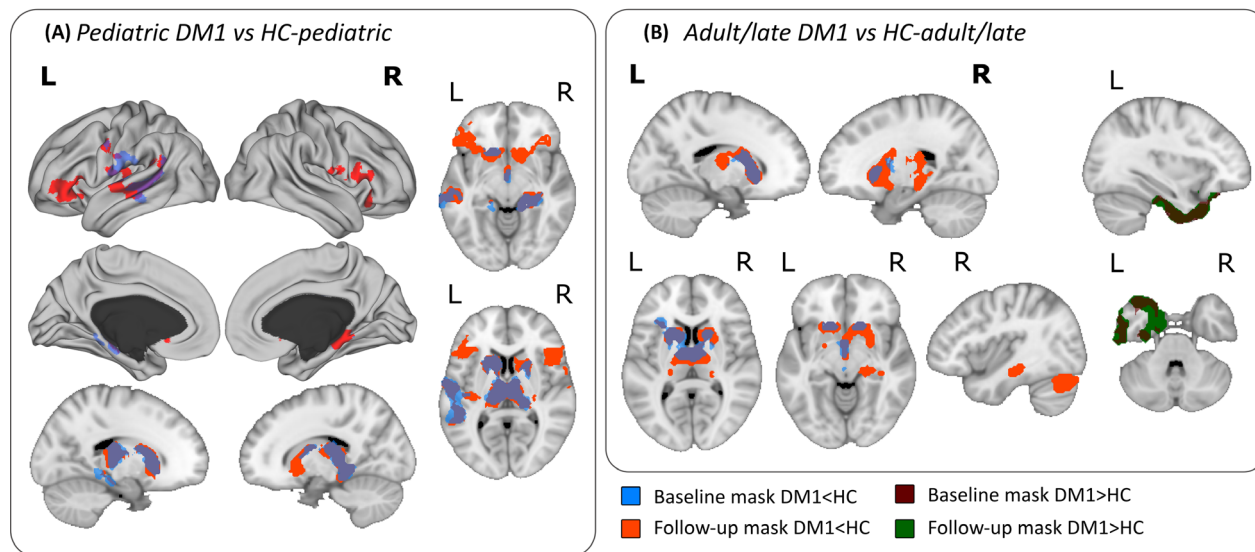 (A) Pediatric DM1 vs HC-pediatric
L R
L R
L R
(B) Adult/late DM1 vs HC-adult/late
L R L
L R L R R L R
Baseline mask DM1<HC
Baseline mask DM1>HC
Follow-up mask DM1<HC
Follow-up mask DM1>HC